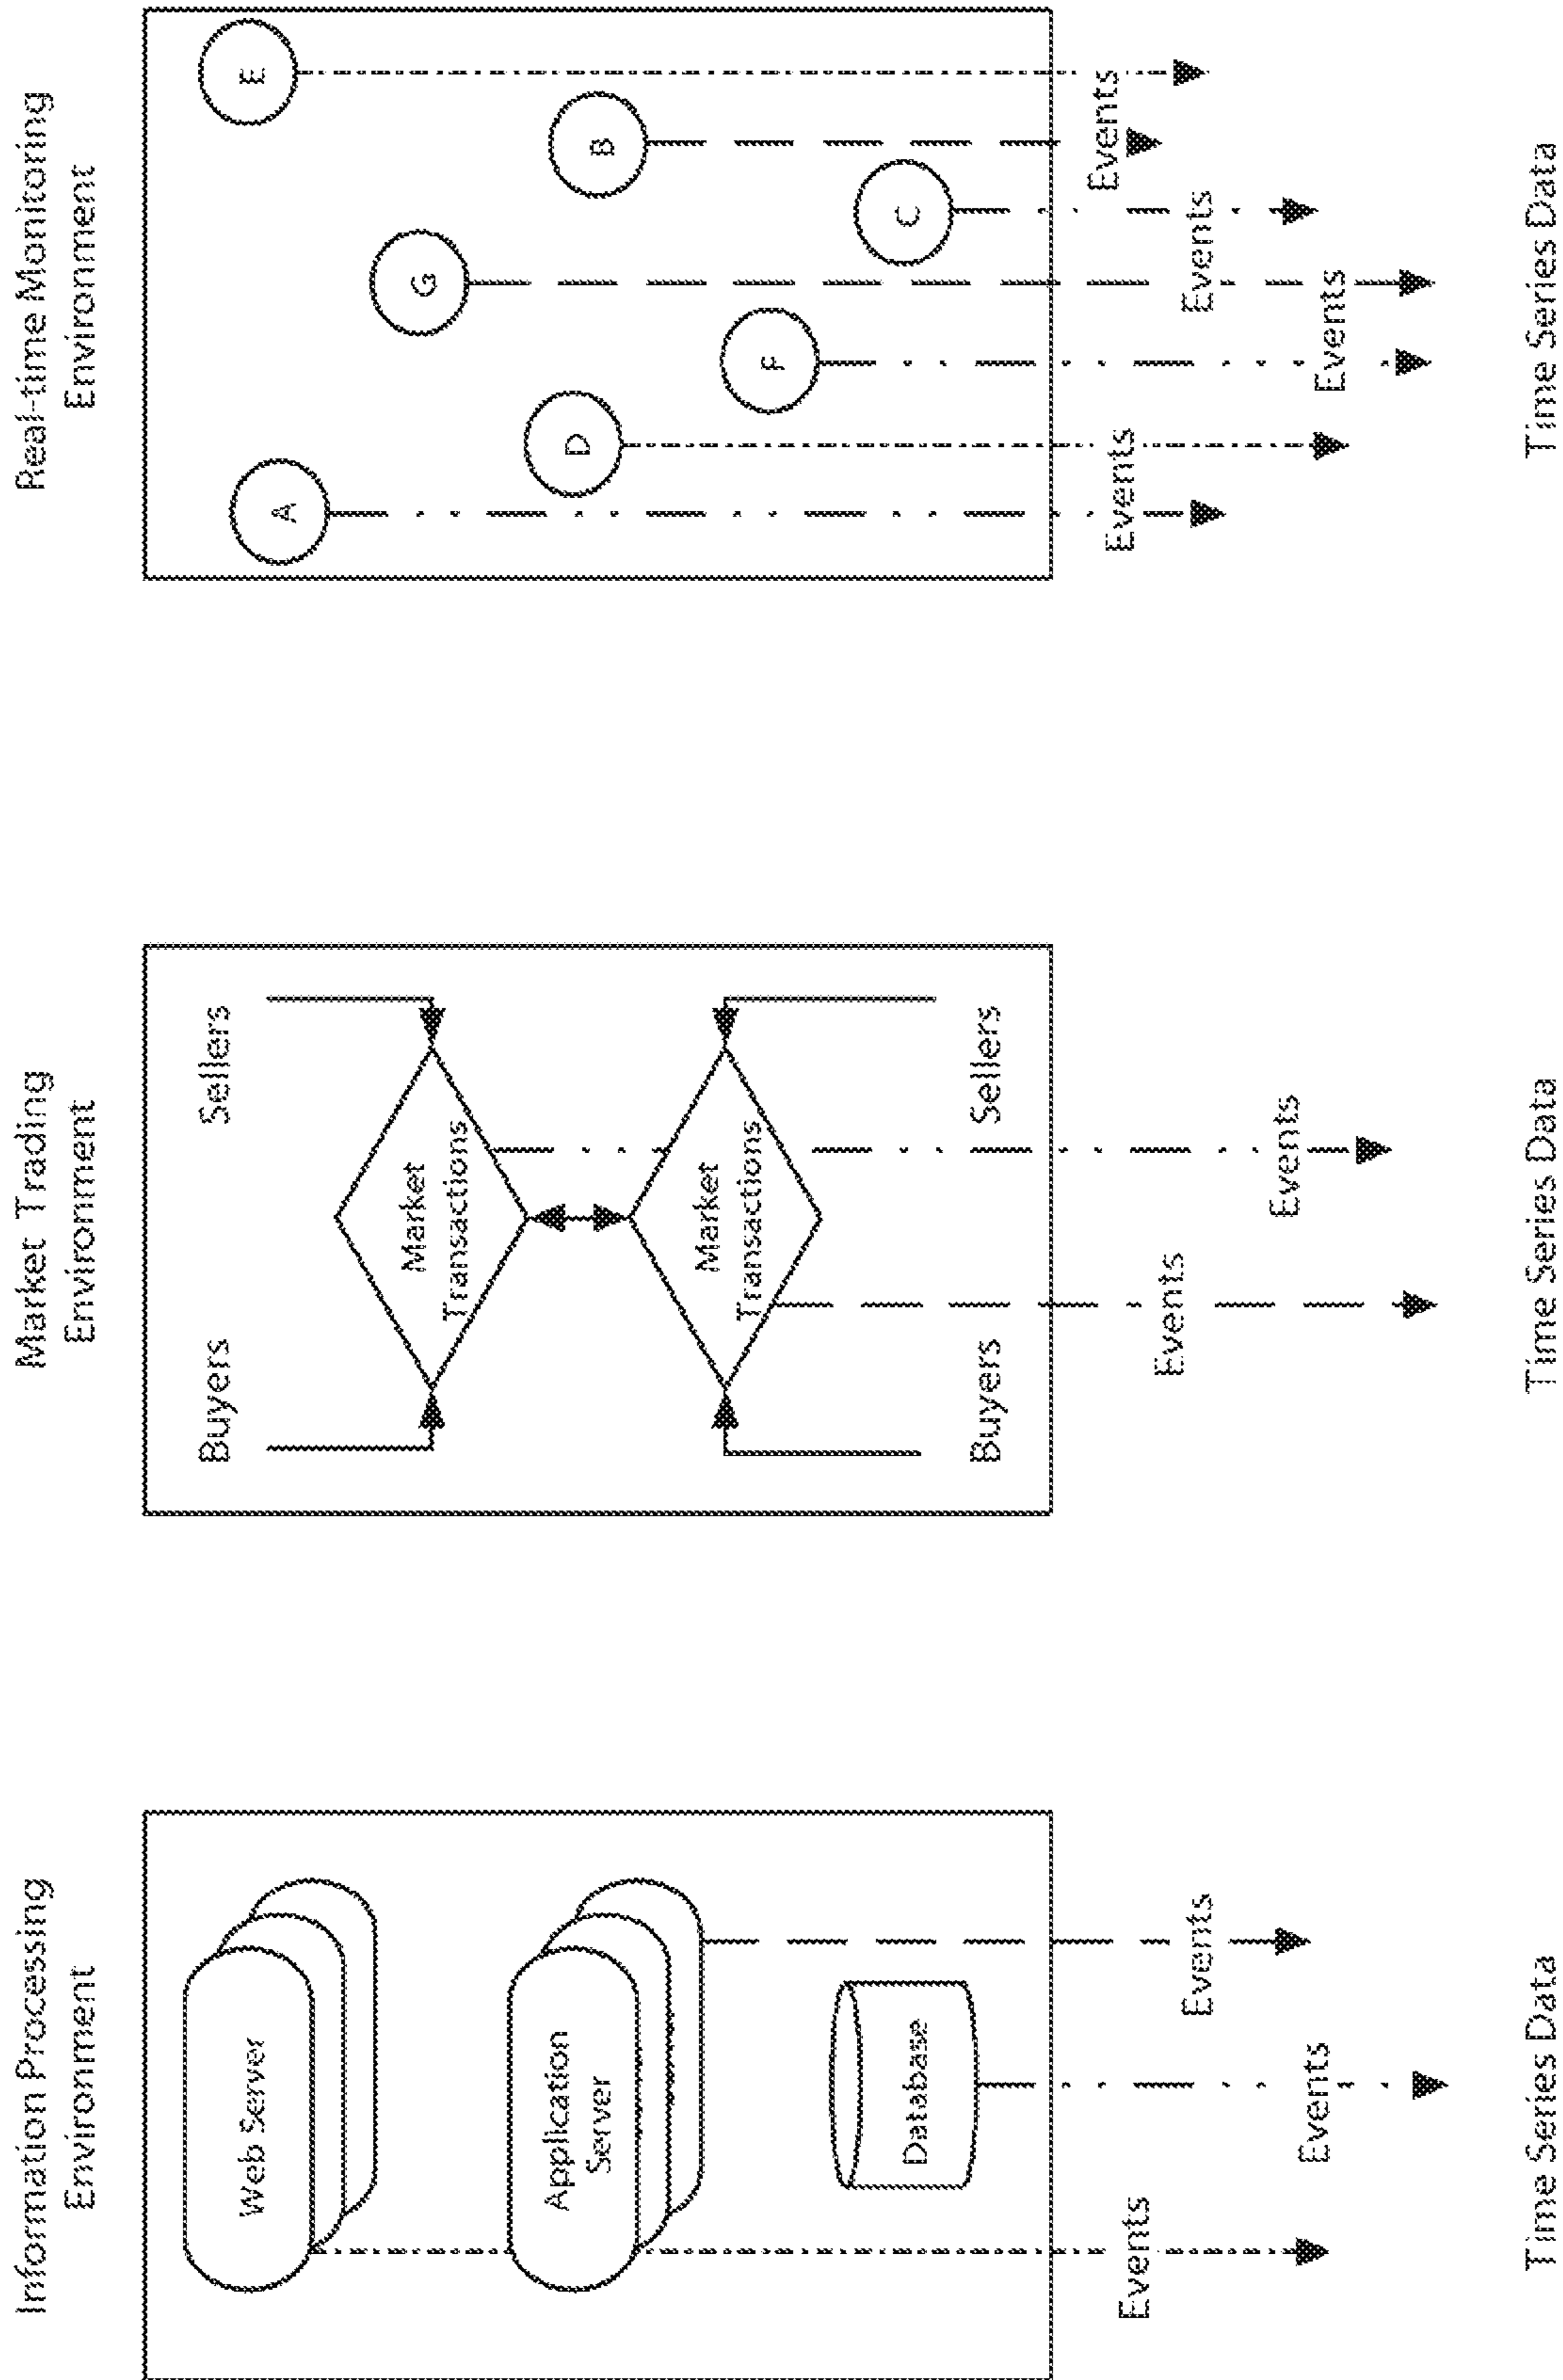 Information Processing
Environment
Web Server
Application
Server
Database
Events
Events
Events
Time Series Data
Market Trading
Environment
Buyers
Sellers
Market
Transactions
Market
Transactions
Buyers
Sellers
Events
Events
Time Series Data
Real-time Monitoring
Environment
E
A
G
D
B
F
C
Events
Events
Events
Events
Time Series Data